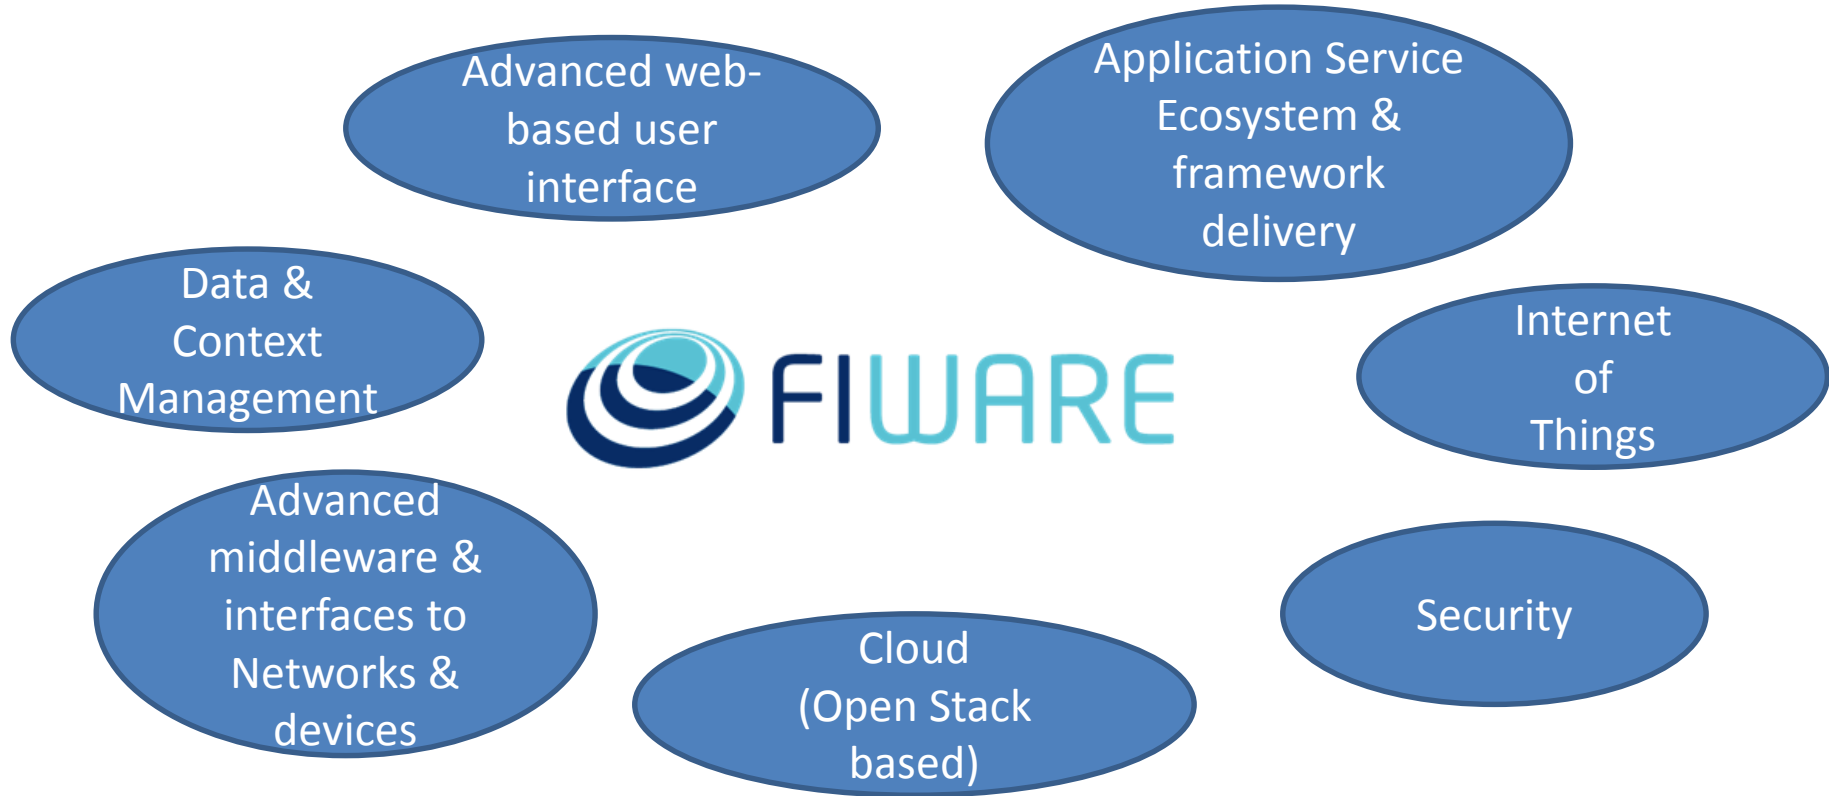 Advanced web-
based user
interface
Application Service
Ecosystem &
framework
delivery
Data &
Context
Management
FIWARE
Internet
of
Things
Advanced
middleware &
interfaces to
Networks &
devices
Cloud
(Open Stack
based)
Security